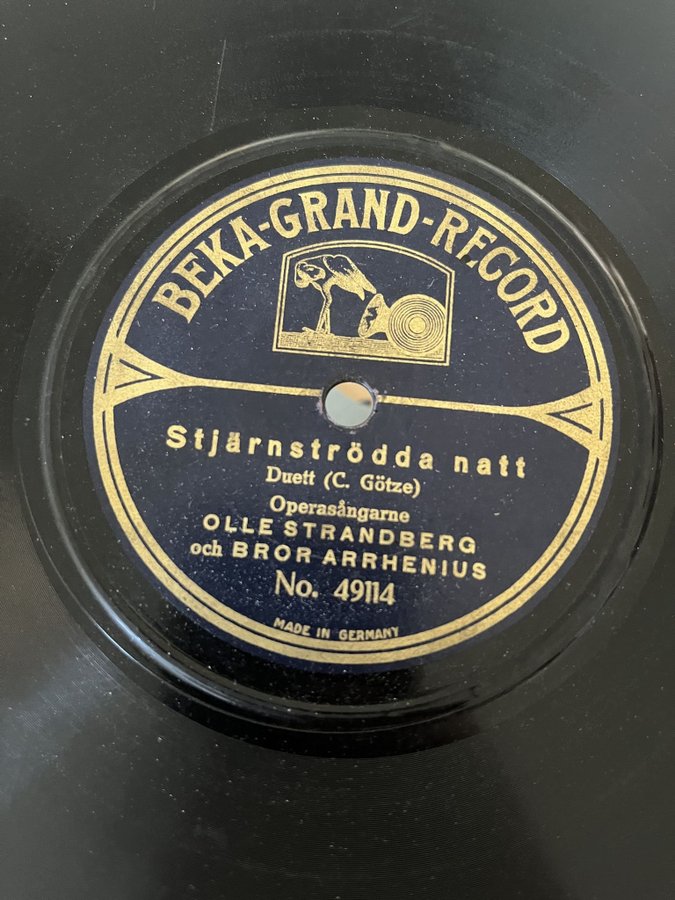 BEKA-GRAND-RECORD
Stjärnströdda natt
Duett (C. Götze)
Operasångarne
OLLE STRANDBERG
och BROR ARRHENIUS
No. 49114
MADE IN GERMANY